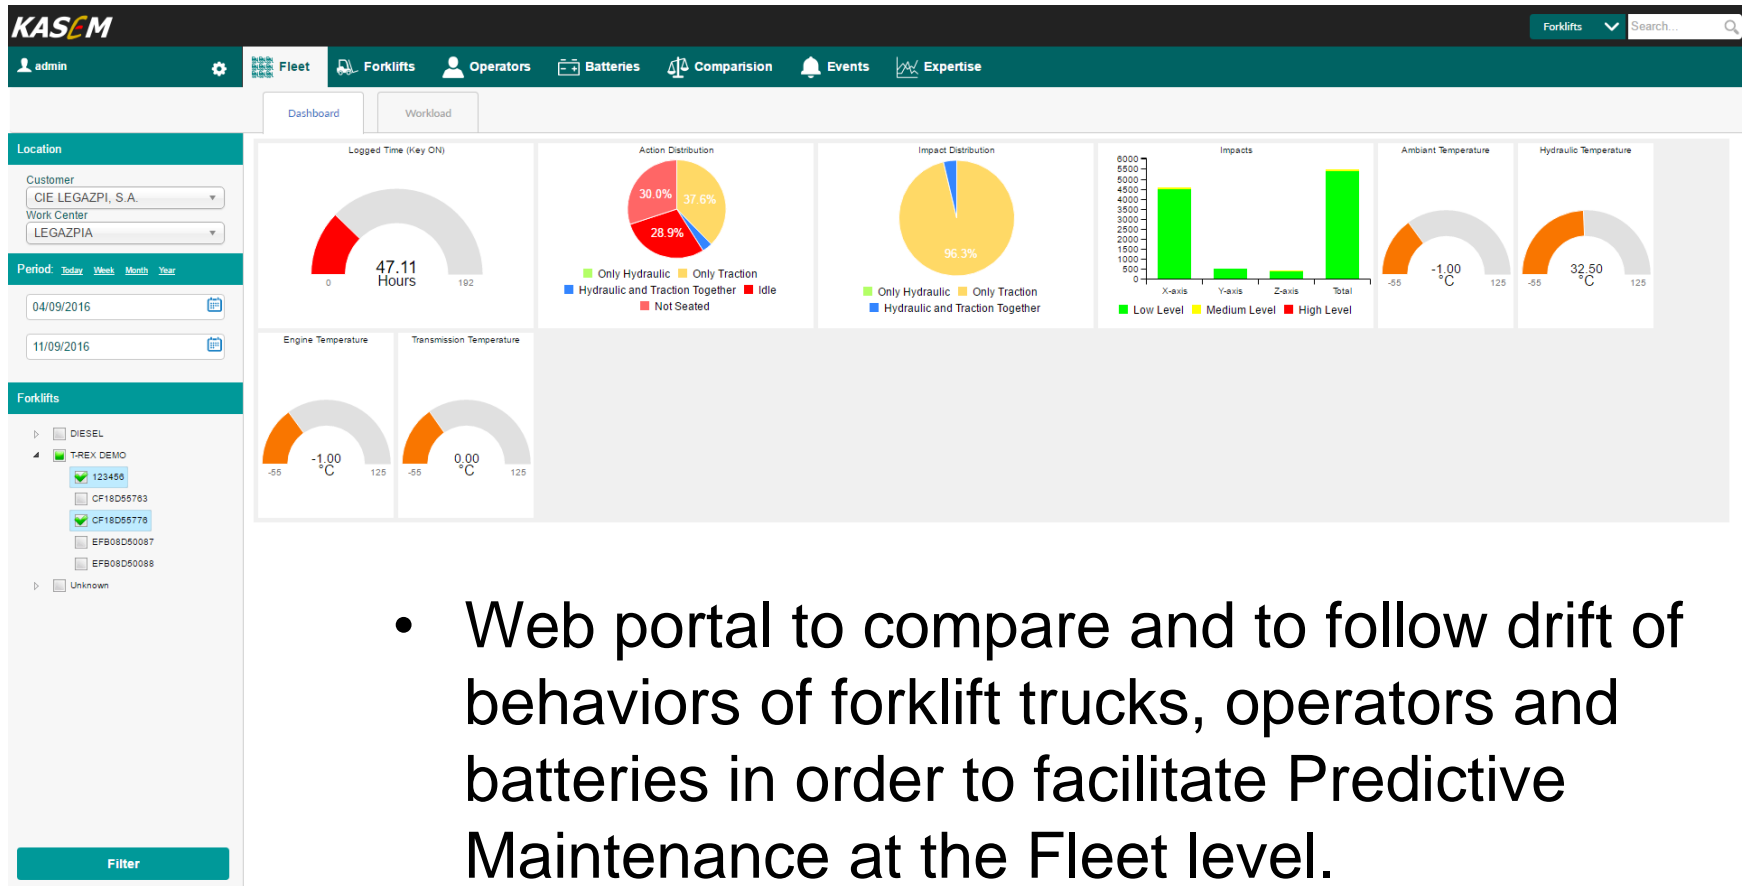 KASEM
Forklifts
Search...
admin
Fleet
Forklifts
Operators
Batteries
Comparision
Events
Expertise
Dashboard
Workload
Location
Customer
CIE LEGAZPI, S.A.
Work Center
LEGAZPIA
Period: Today Week Month Year
04/09/2016
11/09/2016
Forklifts
DIESEL
T-REX DEMO
123456
CF18D55763
CF18D55776
EFB08D50087
EFB08D50088
Unknown
Filter
Logged Time (Key ON)
47.11
Hours
0
192
Action Distribution
30.0%
37.6%
28.9%
Only Hydraulic
Only Traction
Hydraulic and Traction Together
Idle
Not Seated
Impact Distribution
96.3%
Only Hydraulic
Only Traction
Hydraulic and Traction Together
Impacts
6000
5500
5000
4500
4000
3500
3000
2500
2000
1500
1000
500
0
X-axis
Y-axis
Z-axis
Total
Low Level
Medium Level
High Level
Ambiant Temperature
-1.00
°C
-55
125
Hydraulic Temperature
32.50
°C
-55
125
Engine Temperature
-1.00
°C
-55
125
Transmission Temperature
0.00
°C
-55
125
• Web portal to compare and to follow drift of
behaviors of forklift trucks, operators and
batteries in order to facilitate Predictive
Maintenance at the Fleet level.